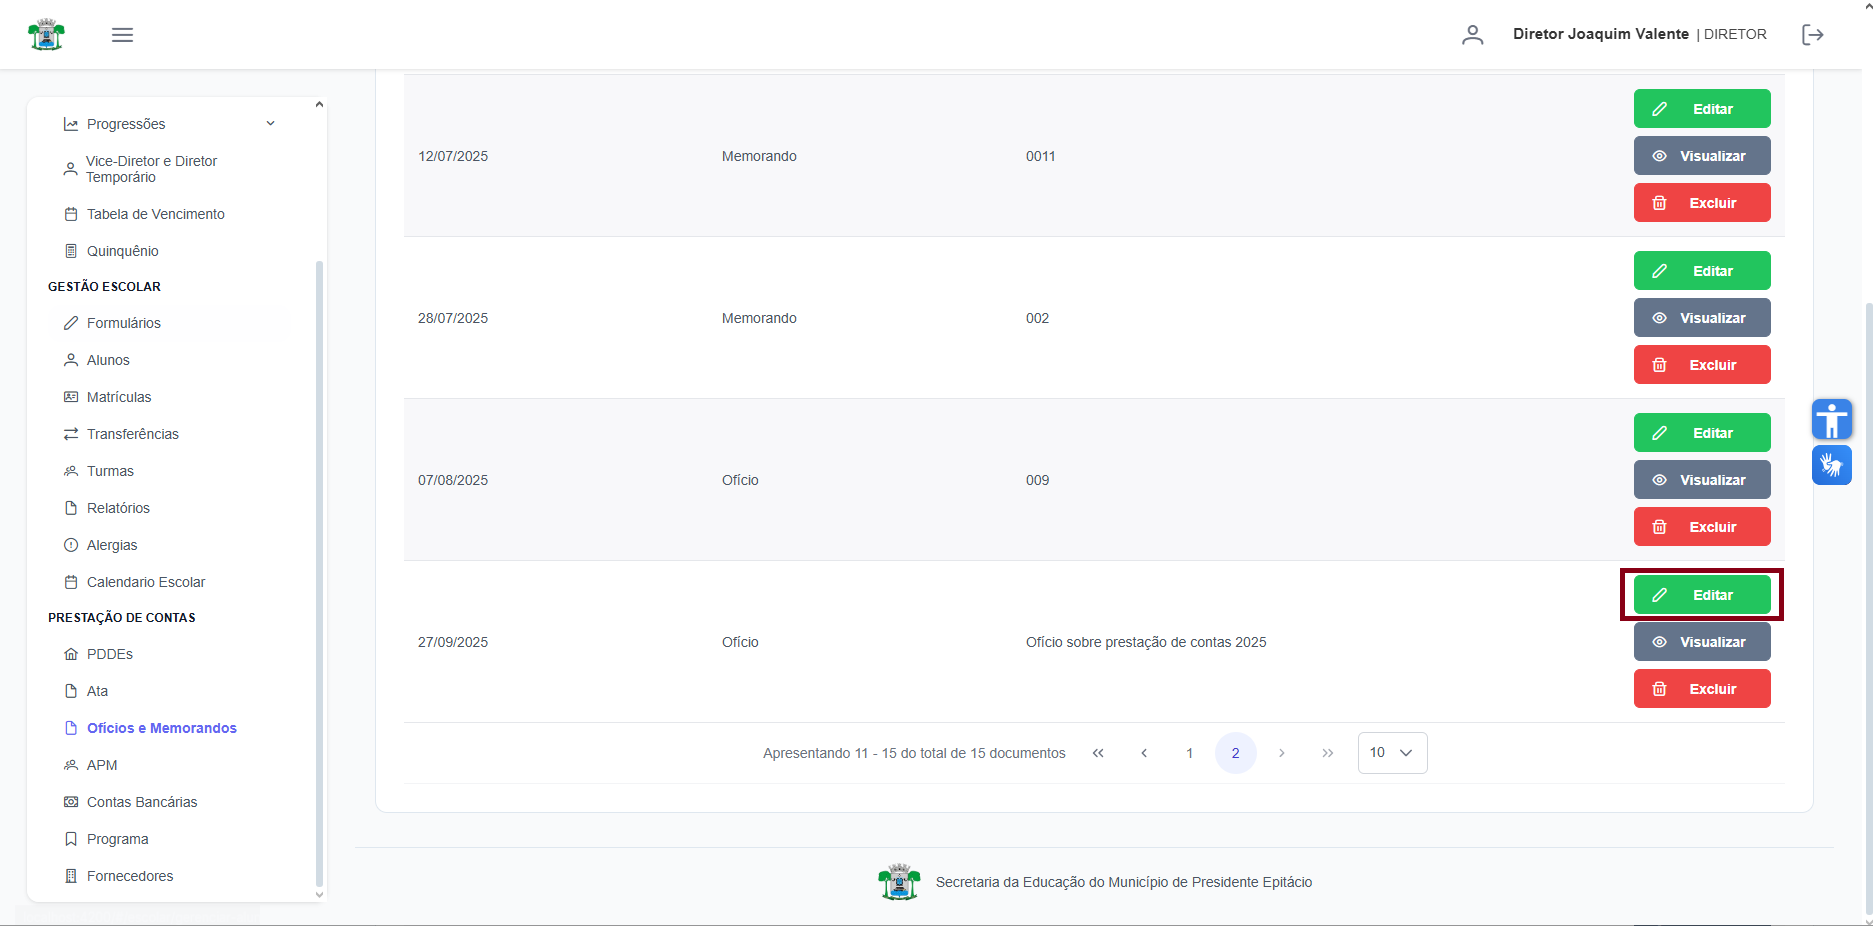 Diretor Joaquim Valente | DIRETOR
Progressões
Vice-Diretor e Diretor
Temporário
Tabela de Vencimento
Quinquênio
GESTÃO ESCOLAR
Formulários
Alunos
Matrículas
Transferências
Turmas
Relatórios
Alergias
Calendario Escolar
PRESTAÇÃO DE CONTAS
PDDEs
Ata
Ofícios e Memorandos
APM
Contas Bancárias
Programa
Fornecedores
12/07/2025 Memorando 0011
Editar
Visualizar
Excluir
28/07/2025 Memorando 002
Editar
Visualizar
Excluir
07/08/2025 Ofício 009
Editar
Visualizar
Excluir
27/09/2025 Ofício Ofício sobre prestação de contas 2025
Editar
Visualizar
Excluir
Apresentando 11 - 15 do total de 15 documentos << < 1 2 > >> 10
Secretaria da Educação do Município de Presidente Epitácio